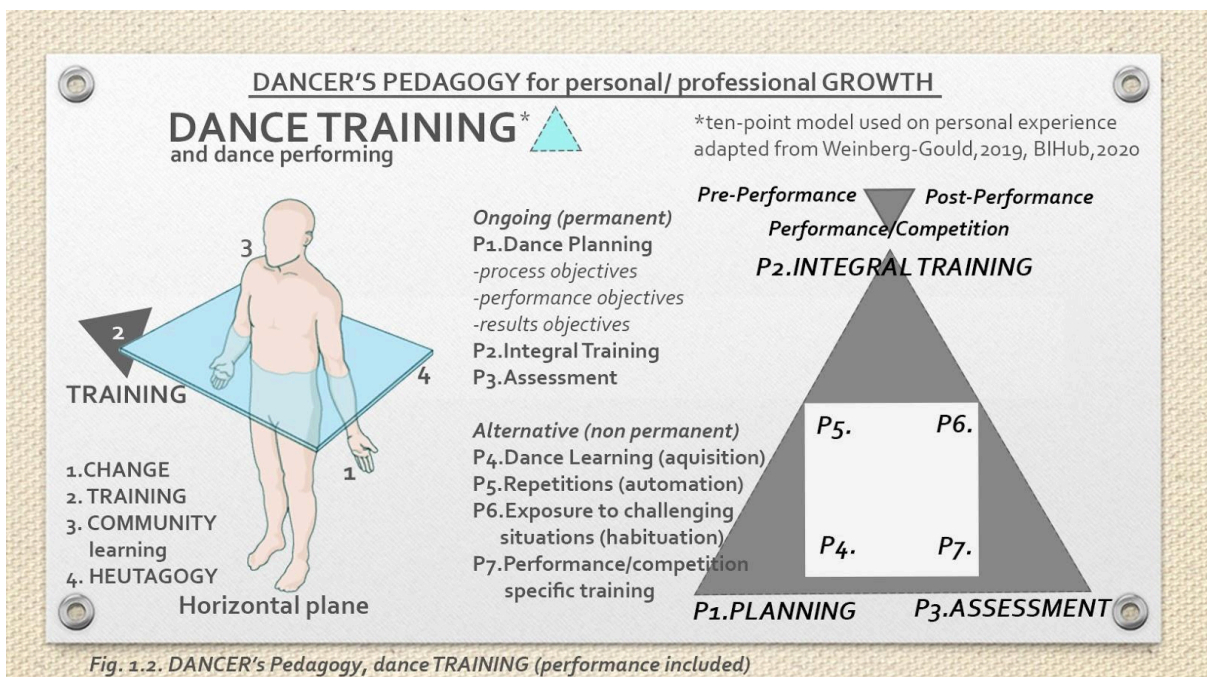 DANCER'S PEDAGOGY for personal/ professional GROWTH
DANCE TRAINING*
and dance performing
*ten-point model used on personal experience
adapted from Weinberg-Gould,2019, BIHub,2020
3
2
TRAINING
4
1
1.CHANGE
2. TRAINING
3. COMMUNITY
learning
4. HEUTAGOGY
Horizontal plane
Ongoing (permanent)
P1.Dance Planning
-process objectives
-performance objectives
-results objectives
P2.Integral Training
P3.Assessment
Alternative (non permanent)
P4.Dance Learning (aquisition)
P5.Repetitions (automation)
P6.Exposure to challenging
situations (habituation)
P7.Performance/competition
specific training
Pre-Performance
Post-Performance
Performance/Competition
P2.INTEGRAL TRAINING
P5.
P6.
P4.
P7.
P1.PLANNING
P3.ASSESSMENT
Fig. 1.2. DANCER's Pedagogy, dance TRAINING (performance included)